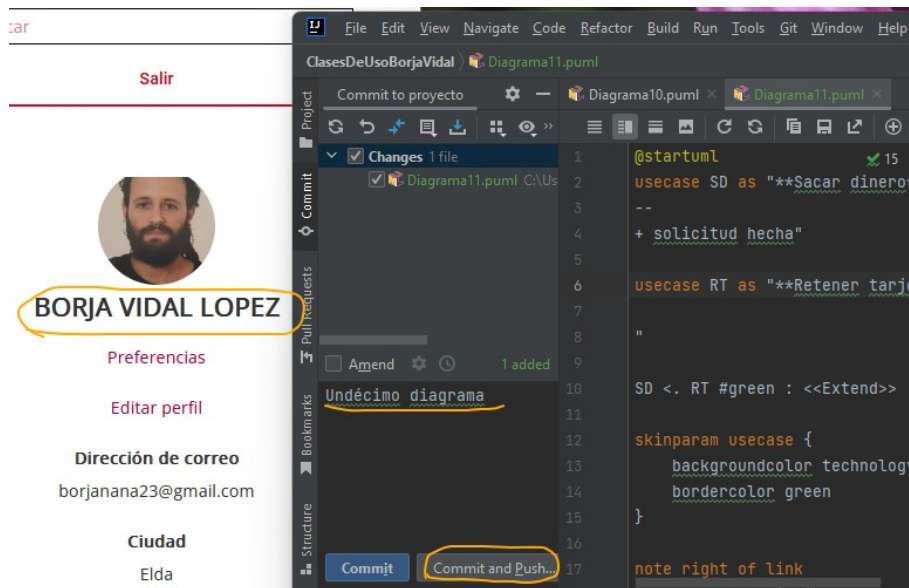 car
Salir
BORJA VIDAL LOPEZ
Preferencias
Editar perfil
Dirección de correo
borjanana23@gmail.com
Ciudad
Elda
IJ File Edit View Navigate Code Refactor Build Run Tools Git Window Help
ClasesDeUsoBorjaVidal Diagrama11.puml
Project
Commit
Pull Requests
Bookmarks
Structure
Commit to proyecto
Changes 1 file
Diagrama11.puml C:\Us
Amend 1 added
Undécimo diagrama
Commit Commit and Push...
Diagrama10.puml Diagrama11.puml
15
1 @startuml
2 usecase SD as "**Sacar dinero*
3 --
4 + solicitud hecha"
5
6 usecase RT as "**Retener tarj
7
8 "
9
10 SD <. RT #green : <<Extend>>
11
12 skinparam usecase {
13 backgroundcolor technology
14 bordercolor green
15 }
16
17 note right of link